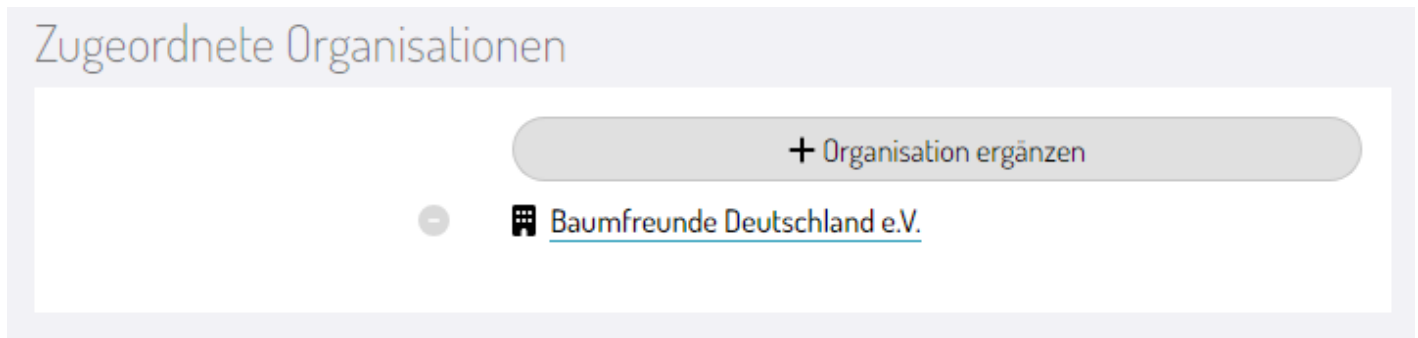 Zugeordnete Organisationen
+ Organisation ergänzen
Baumfreunde Deutschland e.V.